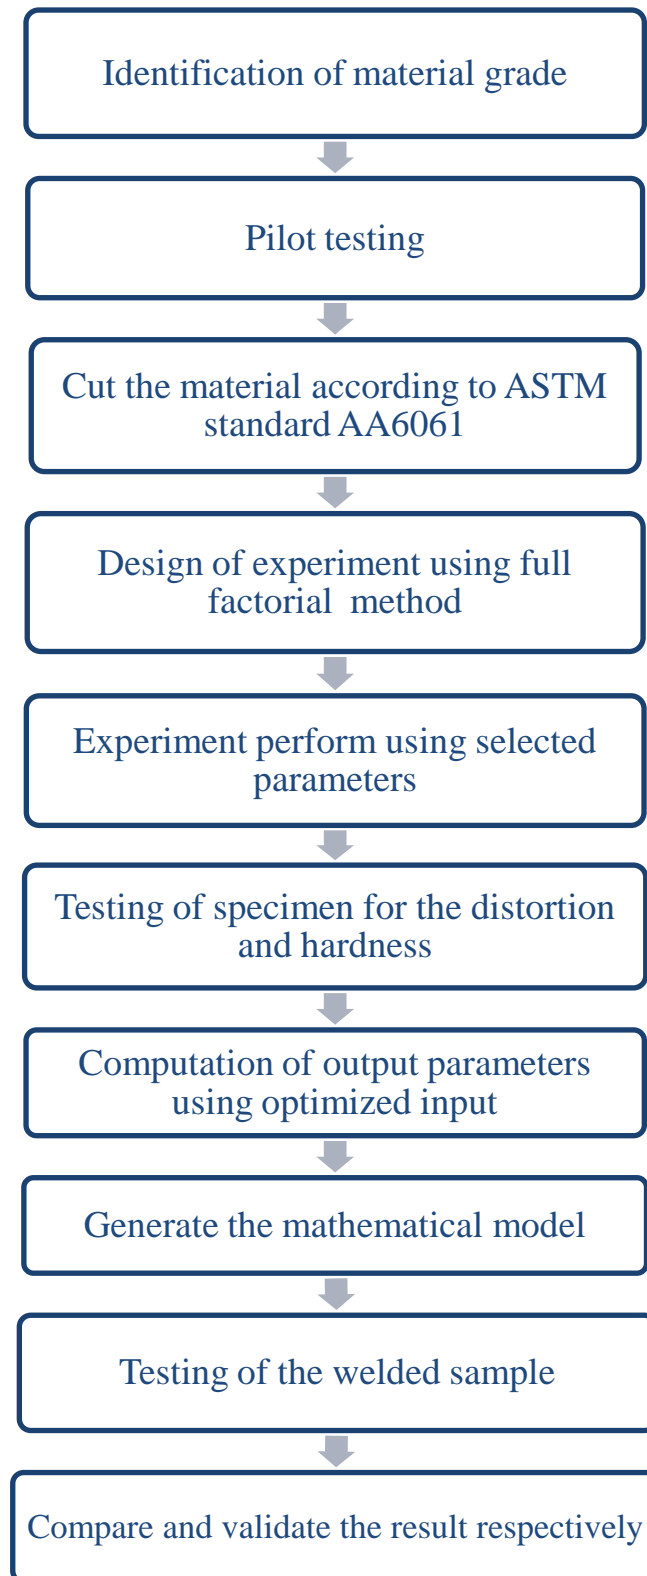 Identification of material grade
Pilot testing
Cut the material according to ASTM
standard AA6061
Design of experiment using full
factorial method
Experiment perform using selected
parameters
Testing of specimen for the distortion
and hardness
Computation of output parameters
using optimized input
Generate the mathematical model
Testing of the welded sample
Compare and validate the result respectively